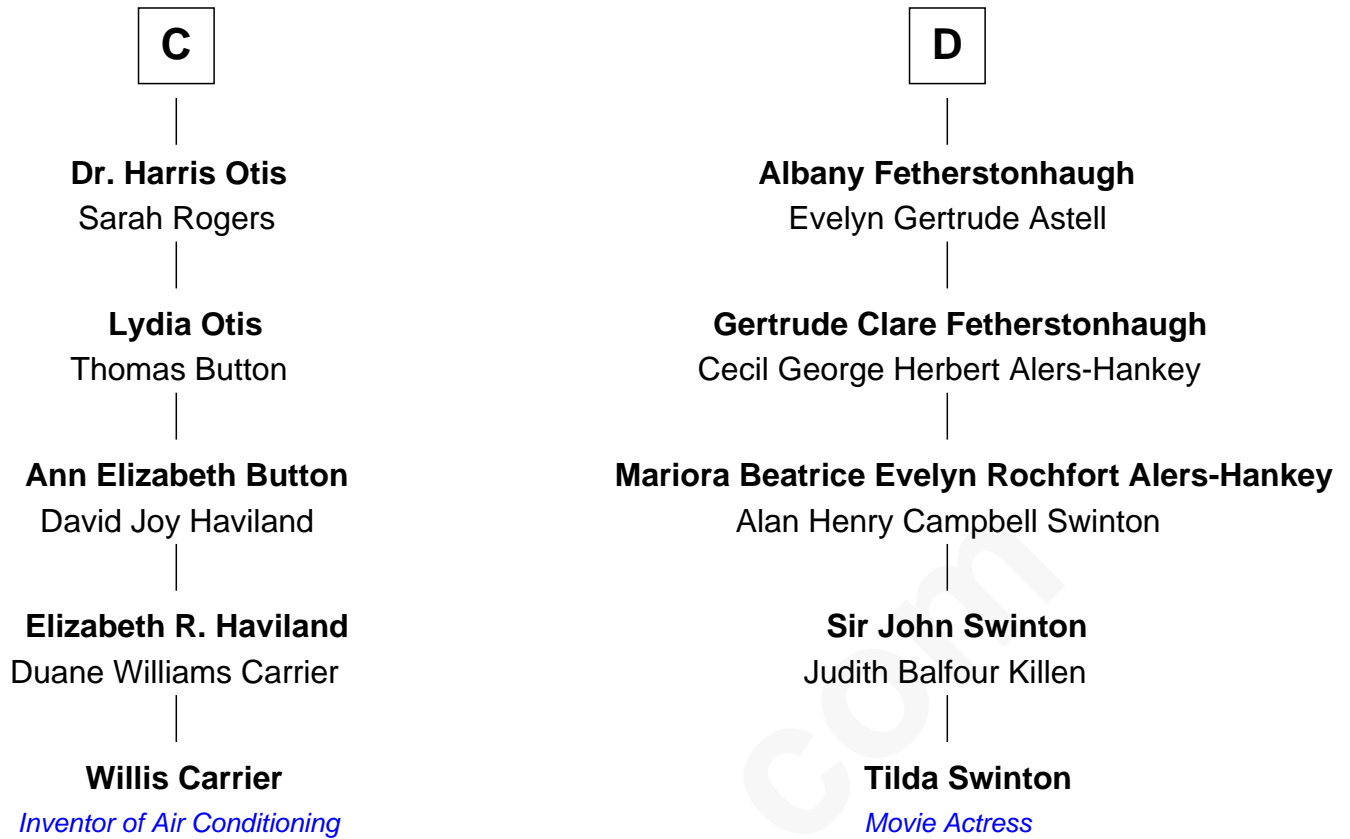 C
Dr. Harris Otis
Sarah Rogers
Lydia Otis
Thomas Button
Ann Elizabeth Button
David Joy Haviland
Elizabeth R. Haviland
Duane Williams Carrier
Willis Carrier
Inventor of Air Conditioning
D
Albany Fetherstonhaugh
Evelyn Gertrude Astell
Gertrude Clare Fetherstonhaugh
Cecil George Herbert Alers-Hankey
Mariora Beatrice Evelyn Rochfort Alers-Hankey
Alan Henry Campbell Swinton
Sir John Swinton
Judith Balfour Killen
Tilda Swinton
Movie Actress
com